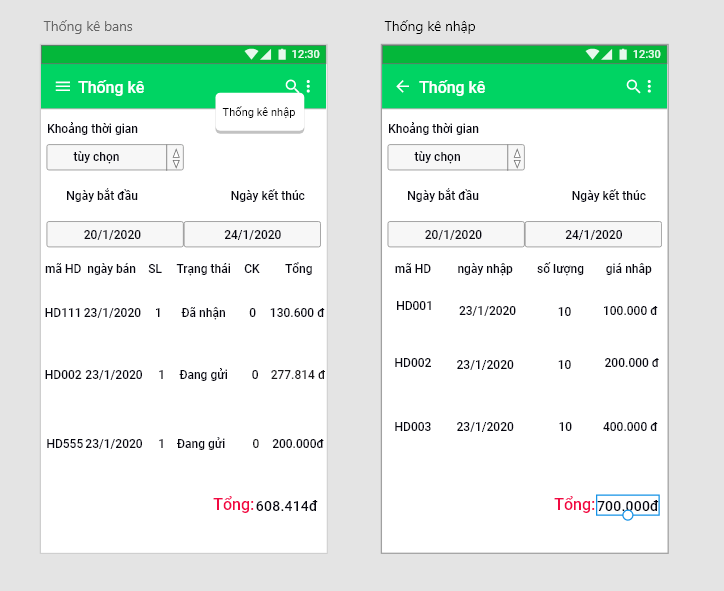 Thống kê bans
12:30
Thống kê
Thống kê nhập
Khoảng thời gian
tùy chọn
Ngày bắt đầu Ngày kết thúc
20/1/2020 24/1/2020
mã HD ngày bán SL Trạng thái CK Tổng
HD111 23/1/2020 1 Đã nhận 0 130.600 đ
HD002 23/1/2020 1 Đang gửi 0 277.814 đ
HD555 23/1/2020 1 Đang gửi 0 200.000đ
Tổng: 608.414đ
Thống kê nhập
12:30
Thống kê
Khoảng thời gian
tùy chọn
Ngày bắt đầu Ngày kết thúc
20/1/2020 24/1/2020
mã HD ngày nhập số lượng giá nhâp
HD001 23/1/2020 10 100.000 đ
HD002 23/1/2020 10 200.000 đ
HD003 23/1/2020 10 400.000 đ
Tổng: 700.000đ